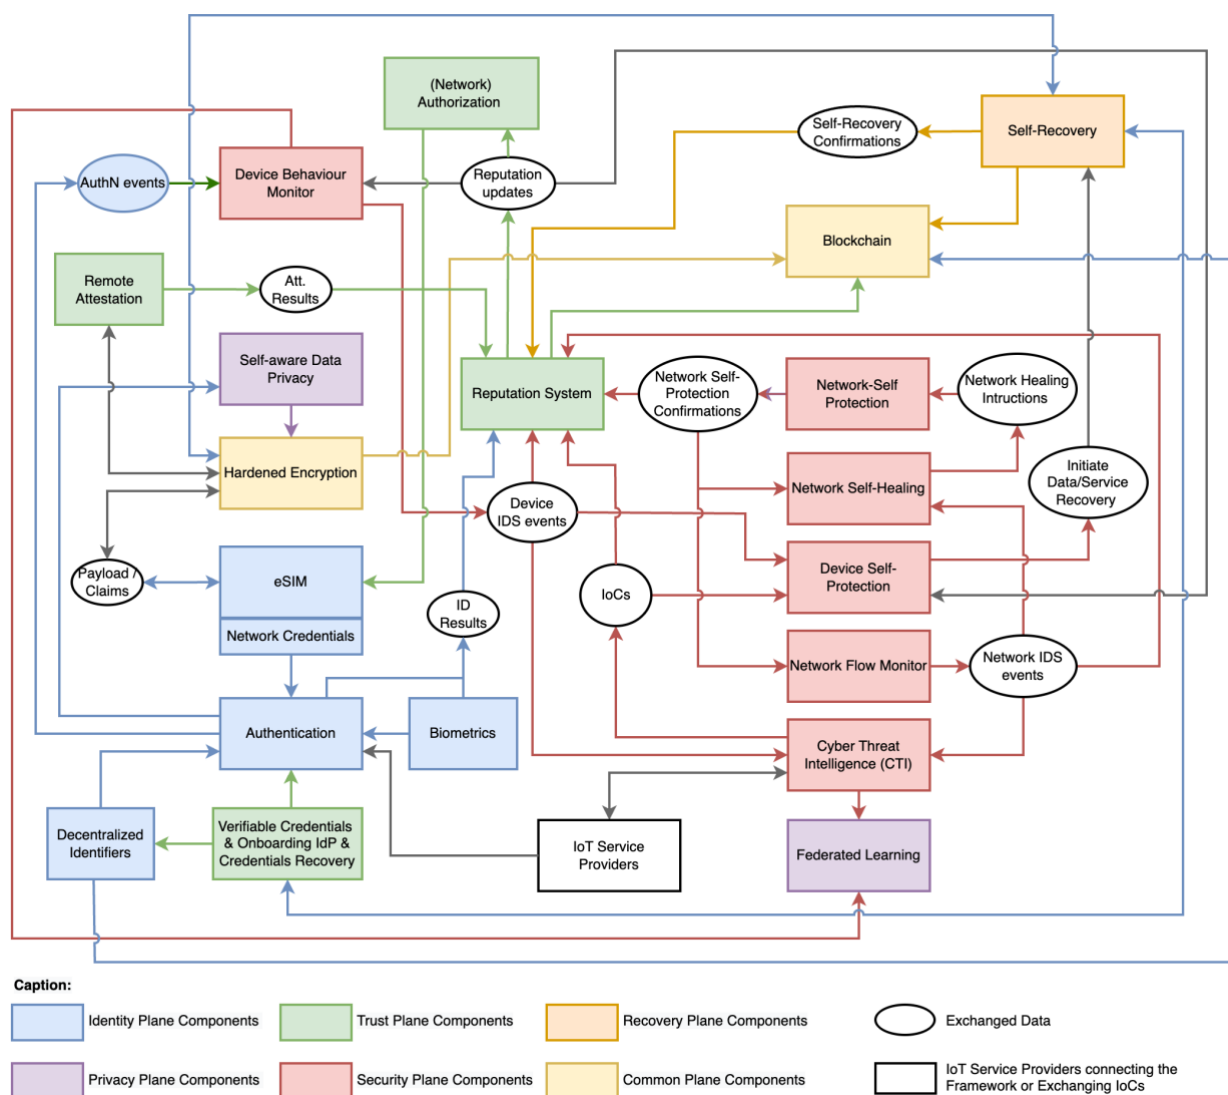 (Network)
Authorization
Self-Recovery
Confirmations
Self-Recovery
AuthN events
Device Behaviour
Monitor
Reputation
updates
Blockchain
Remote
Attestation
Att.
Results
Self-aware Data
Privacy
Reputation System
Network Self-
Protection
Confirmations
Network-Self
Protection
Network Healing
Intructions
Hardened Encryption
Device
IDS events
Network Self-Healing
Initiate
Data/Service
Recovery
Payload /
Claims
eSIM
Network Credentials
ID
Results
IoCs
Device Self-
Protection
Network Flow Monitor
Network IDS
events
Authentication
Biometrics
Cyber Threat
Intelligence (CTI)
Decentralized
Identifiers
Verifiable Credentials
& Onboarding IdP &
Credentials Recovery
IoT Service
Providers
Federated Learning
Caption:
Identity Plane Components
Trust Plane Components
Recovery Plane Components
Exchanged Data
Privacy Plane Components
Security Plane Components
Common Plane Components
IoT Service Providers connecting the
Framework or Exchanging IoCs